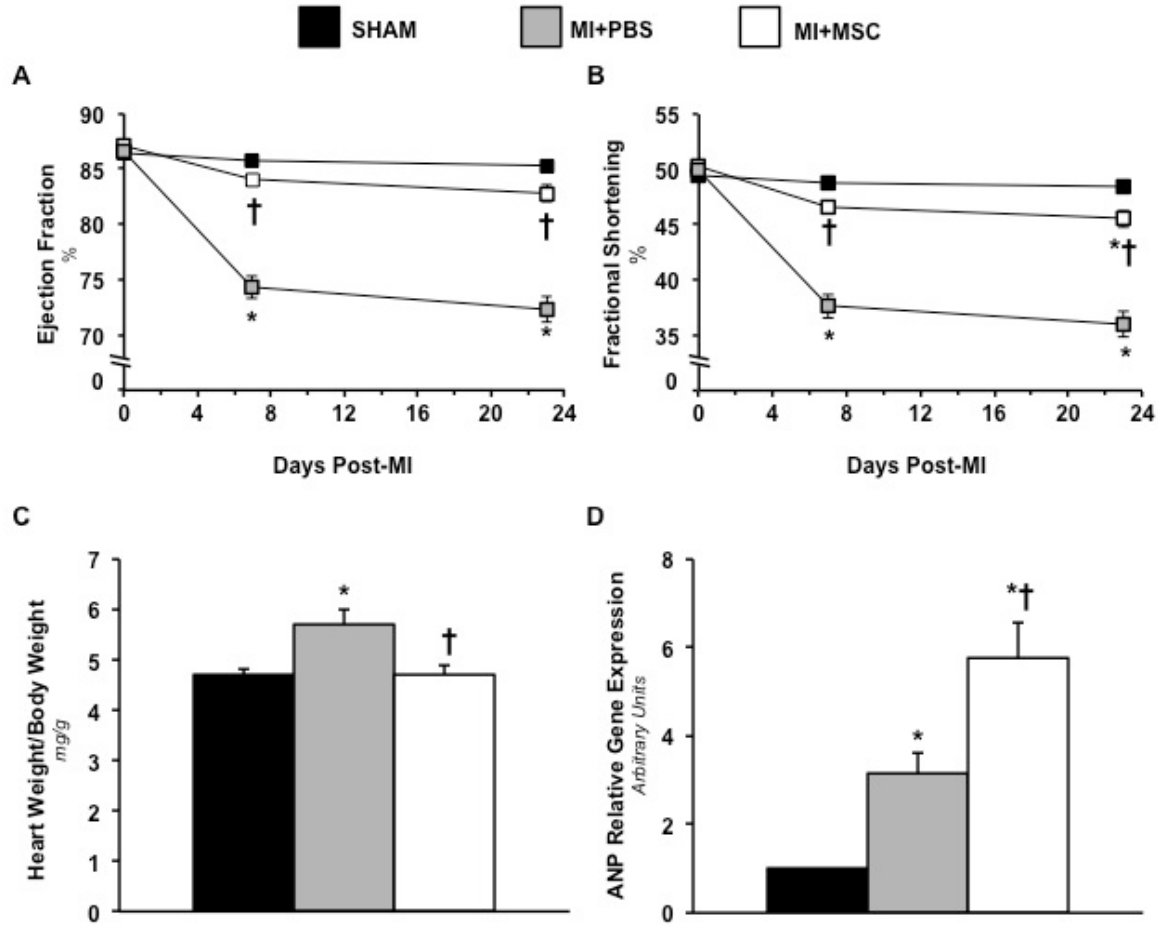 SHAM MI+PBS MI+MSC
A
90
85
80
75
70
0
Ejection Fraction
%
†
†
*
*
0 4 8 12 16 20 24
Days Post-MI
B
55
50
45
40
35
0
Fractional Shortening
%
†
*†
*
*
0 4 8 12 16 20 24
Days Post-MI
C
7
6
5
4
3
2
1
0
Heart Weight/Body Weight
mg/g
*
†
D
8
6
4
2
0
ANP Relative Gene Expression
Arbitrary Units
*†
*